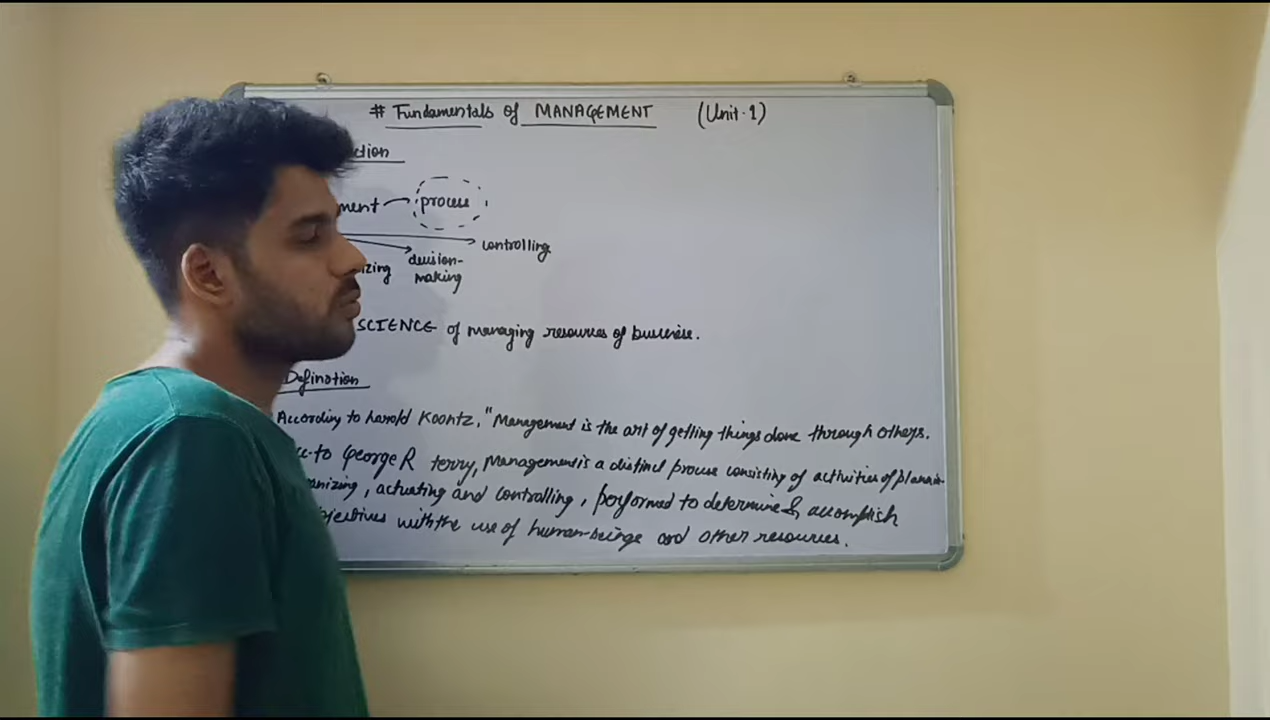 # Fundamentals of MANAGEMENT (Unit-1)
ction
ment process
controlling
izing decision-
making
SCIENCE of managing resources of business.
Defination
According to harold Koontz, "Management is the art of getting things done through others.
cc. to George R terry, Management is a distinct process consisting of activities of plannin-
anizing, actuating and controlling, performed to determine & accomplish
bjectives with the use of human-beings and other resources.